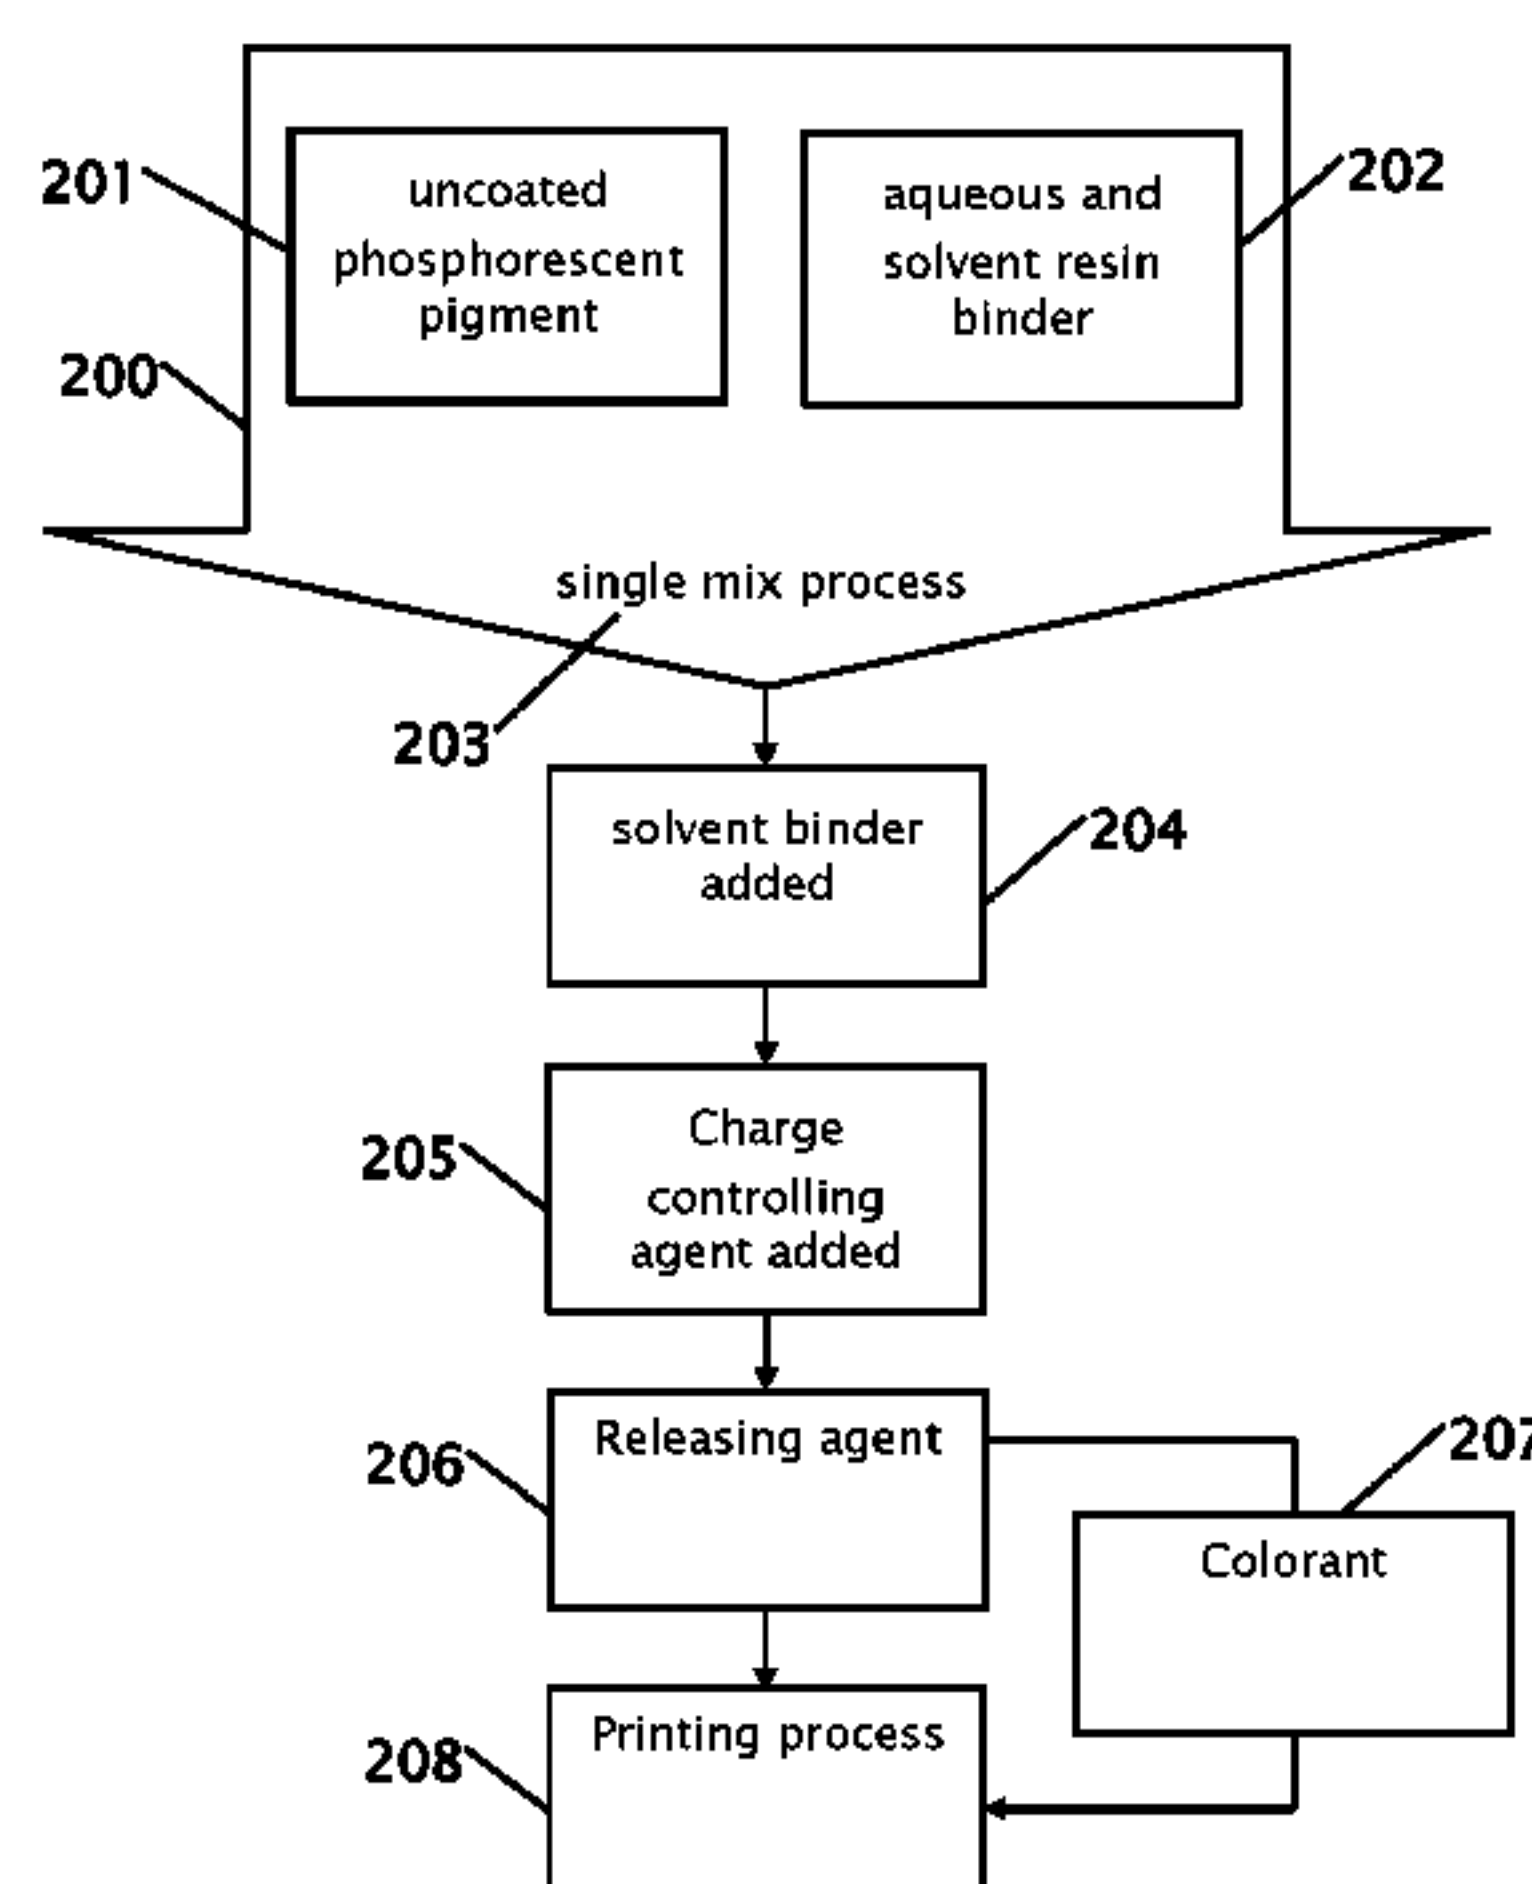 201
uncoated
phosphorescent
pigment
aqueous and
solvent resin
binder
202
200
single mix process
203
solvent binder
added
204
Charge
controlling
agent added
205
Releasing agent
206
207
Colorant
Printing process
208